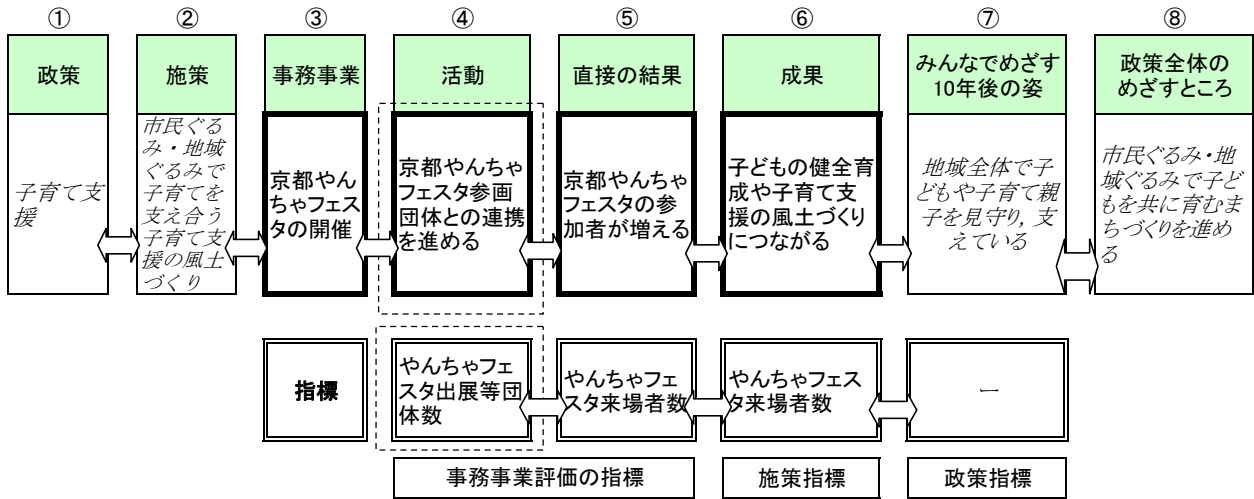 ①
②
③
④
⑤
⑥
⑦
⑧
政策
施策
事務事業
活動
直接の結果
成果
みんなでめざす
10年後の姿
政策全体の
めざすところ
子育て支
援
市民ぐる
み・地域
ぐるみで
子育てを
支え合う
子育て支
援の風土
づくり
京都やん
ちゃフェス
タの開催
京都やんちゃ
フェスタ参画
団体との連携
を進める
京都やんちゃ
フェスタの参
加者が増える
子どもの健全育
成や子育て支
援の風土づくり
につながる
地域全体で子
どもや子育て親
子を見守り，支
えている
市民ぐるみ・地
域ぐるみで子ど
もを共に育むま
ちづくりを進め
る
指標
やんちゃフェ
スタ出展等団
体数
やんちゃフェ
スタ来場者数
やんちゃフェス
タ来場者数
－
事務事業評価の指標
施策指標
政策指標